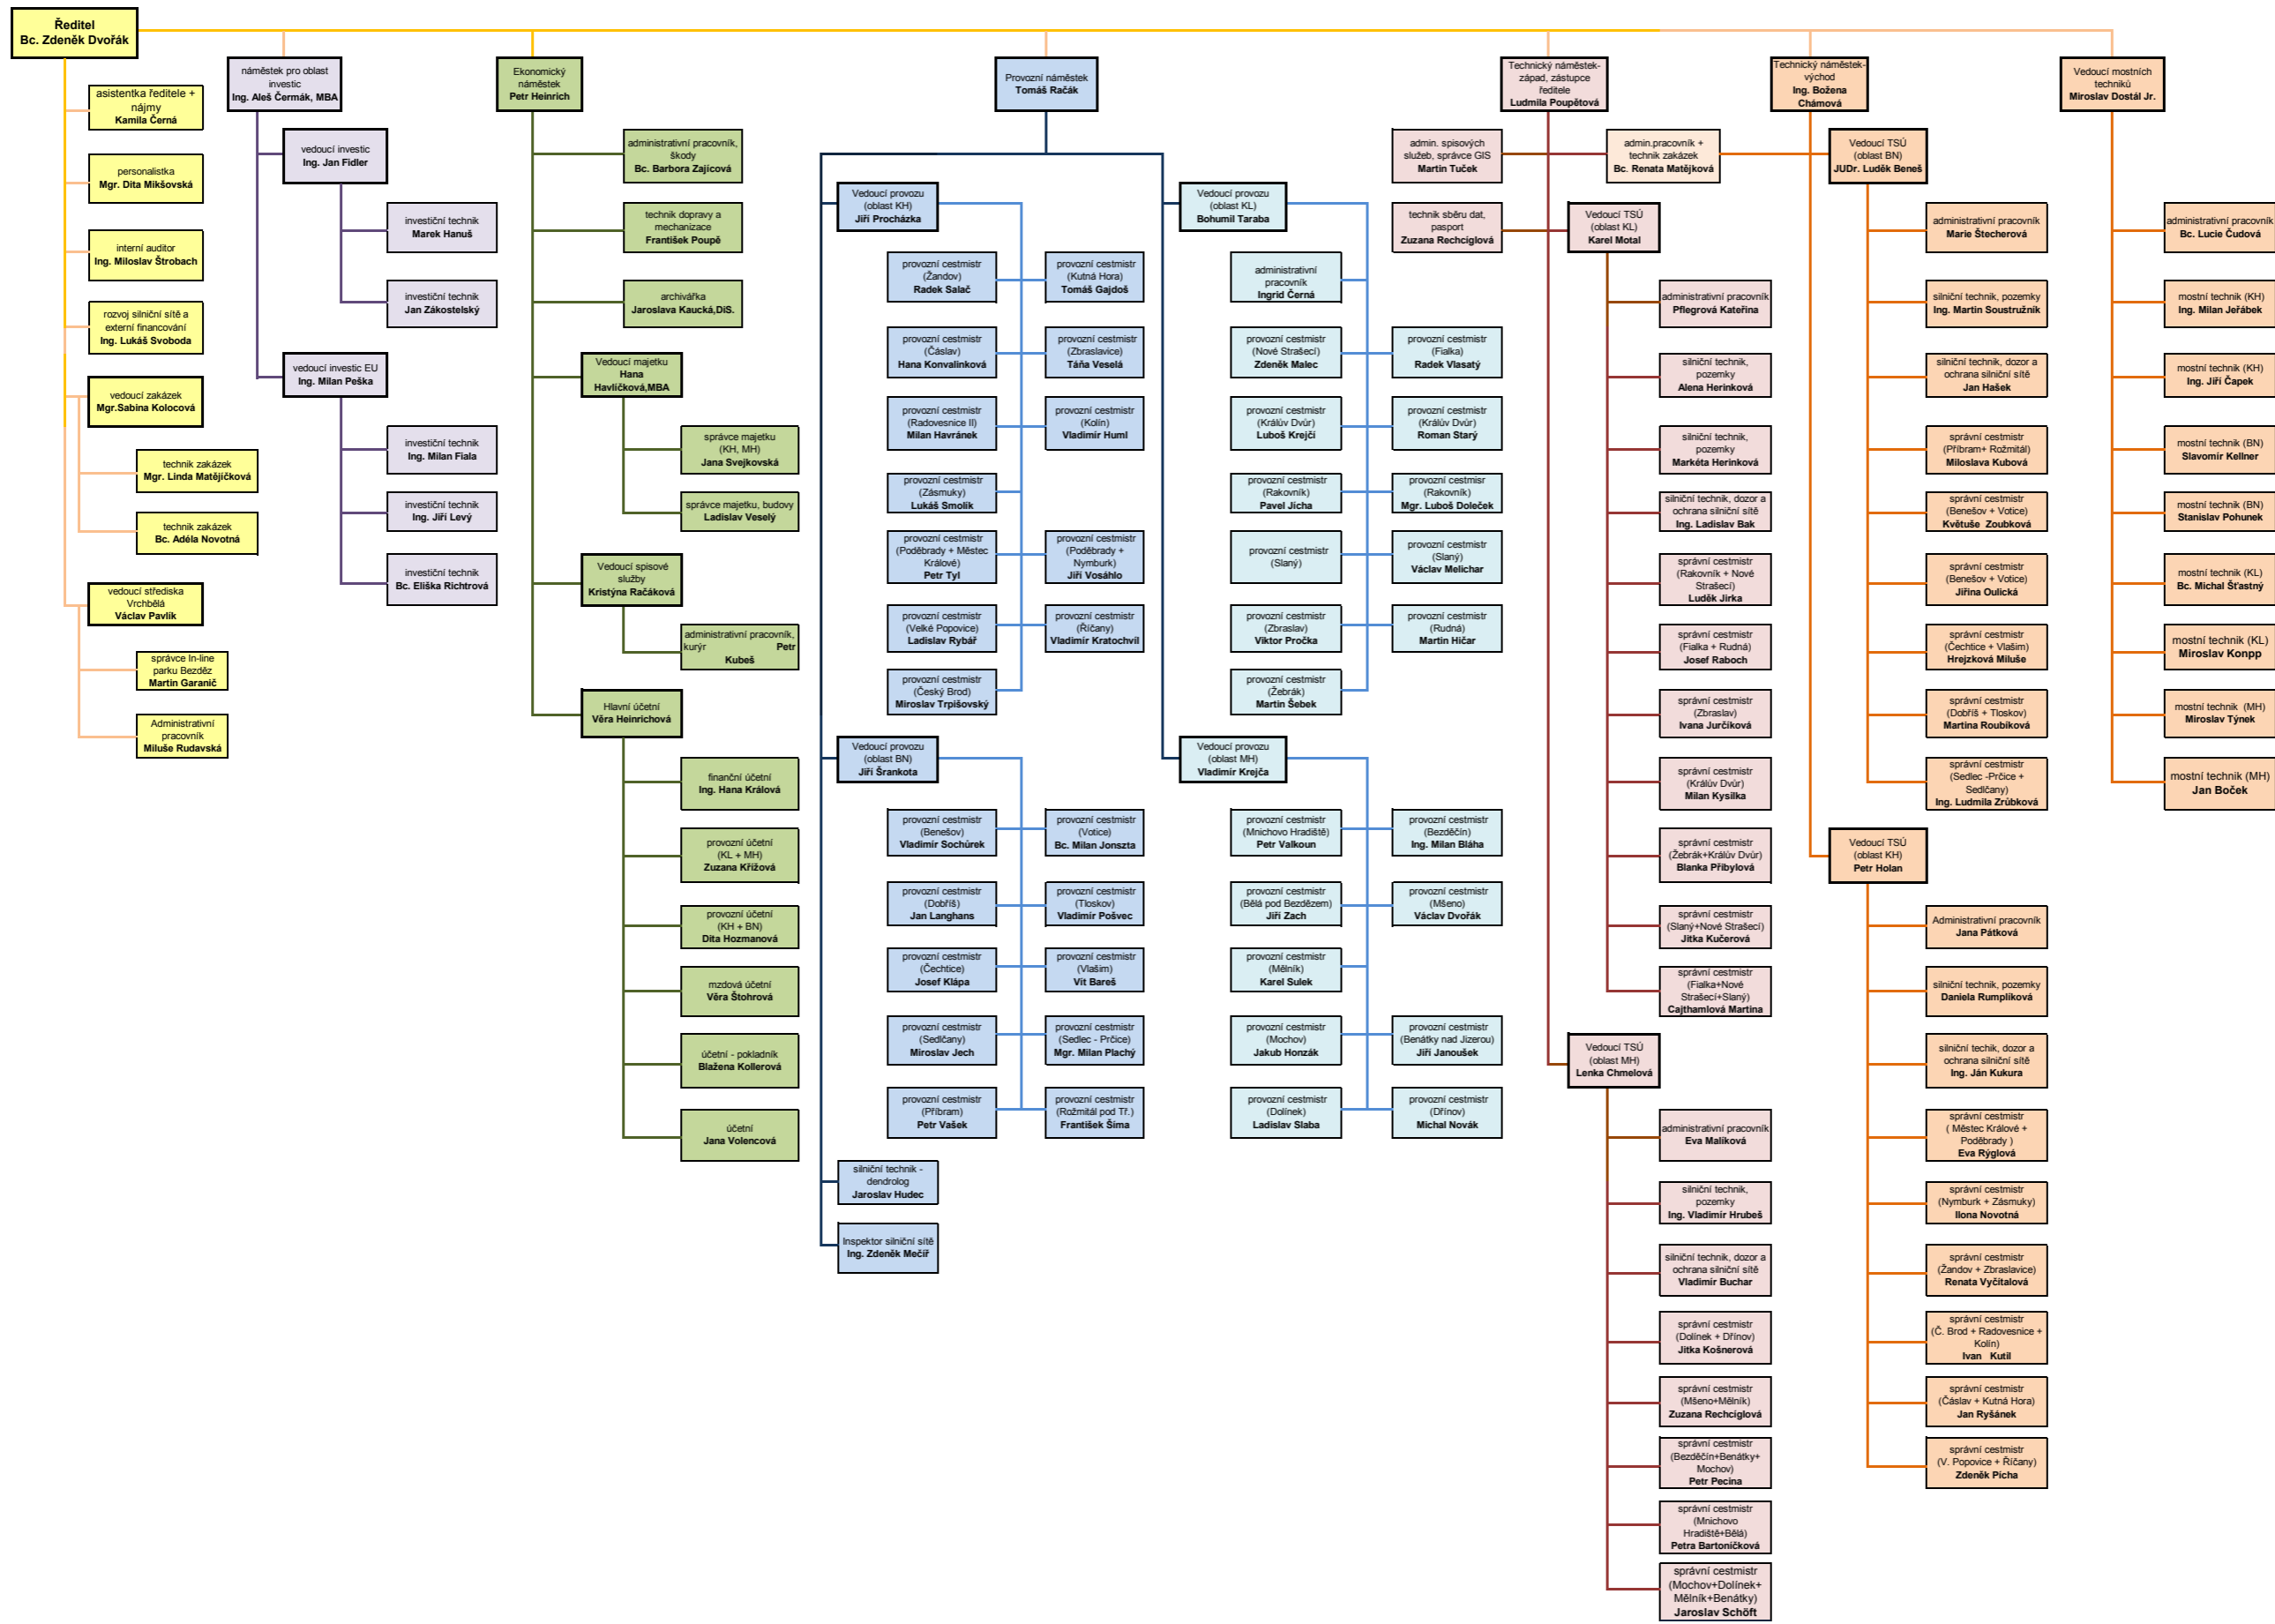 Ředitel
Bc. Zdeněk Dvořák
asistentka ředitele +
nájmy
Kamila Černá
personalistka
Mgr. Dita Mikšovská
interní auditor
Ing. Miloslav Štrobach
rozvoj silniční sítě a
externí financování
Ing. Lukáš Svoboda
vedoucí zakázek
Mgr.Sabina Kolocová
technik zakázek
Mgr. Linda Matějíčková
technik zakázek
Bc. Adéla Novotná
vedoucí střediska
Vrchbělá
Václav Pavlík
správce In-line
parku Bezděz
Martin Garanič
Administrativní
pracovník
Miluše Rudavská
náměstek pro oblast
investic
Ing. Aleš Čermák, MBA
vedoucí investic
Ing. Jan Fidler
investiční technik
Marek Hanuš
investiční technik
Jan Zákostelský
vedoucí investic EU
Ing. Milan Peška
investiční technik
Ing. Milan Fiala
investiční technik
Ing. Jiří Levý
investiční technik
Bc. Eliška Richtrová
Ekonomický
náměstek
Petr Heinrich
administrativní pracovník,
škody
Bc. Barbora Zajícová
technik dopravy a
mechanizace
František Poupě
archivářka
Jaroslava Kaucká,DiS.
Vedoucí majetku
Hana
Havlíčková,MBA
správce majetku
(KH, MH)
Jana Svejkovská
správce majetku, budovy
Ladislav Veselý
Vedoucí spisové
služby
Kristýna Račáková
administrativní pracovník,
kurýr Petr
Kubeš
Hlavní účetní
Věra Heinrichová
finanční účetní
Ing. Hana Králová
provozní účetní
(KL + MH)
Zuzana Křížová
provozní účetní
(KH + BN)
Dita Hozmanová
mzdová účetní
Věra Štohrová
účetní - pokladník
Blažena Kollerová
účetní
Jana Volencová
Provozní náměstek
Tomáš Račák
Vedoucí provozu
(oblast KH)
Jiří Procházka
provozní cestmistr
(Žandov)
Radek Salač
provozní cestmistr
(Kutná Hora)
Tomáš Gajdoš
provozní cestmistr
(Čáslav)
Hana Konvalinková
provozní cestmistr
(Zbraslavice)
Táňa Veselá
provozní cestmistr
(Radovesnice II)
Milan Havránek
provozní cestmistr
(Kolín)
Vladimír Huml
provozní cestmistr
(Zásmuky)
Lukáš Smolík
provozní cestmistr
(Poděbrady + Městec
Králové)
Petr Tyl
provozní cestmistr
(Poděbrady +
Nymburk)
Jiří Vosáhlo
provozní cestmistr
(Velké Popovice)
Ladislav Rybář
provozní cestmistr
(Říčany)
Vladimír Kratochvil
provozní cestmistr
(Český Brod)
Miroslav Trpišovský
Vedoucí provozu
(oblast BN)
Jiří Šrankota
provozní cestmistr
(Benešov)
Vladimír Sochůrek
provozní cestmistr
(Votice)
Bc. Milan Jonszta
provozní cestmistr
(Dobříš)
Jan Langhans
provozní cestmistr
(Tloskov)
Vladimír Pošvec
provozní cestmistr
(Čechtice)
Josef Klápa
provozní cestmistr
(Vlašim)
Vít Bareš
provozní cestmistr
(Sedlčany)
Miroslav Jech
provozní cestmistr
(Sedlec - Prčice)
Mgr. Milan Plachý
provozní cestmistr
(Příbram)
Petr Vašek
provozní cestmistr
(Rožmitál pod Tř.)
František Šíma
silniční technik -
dendrolog
Jaroslav Hudec
Inspektor silniční sítě
Ing. Zdeněk Mečíř
Vedoucí provozu
(oblast KL)
Bohumil Taraba
administrativní
pracovník
Ingrid Černá
provozní cestmistr
(Nové Strašecí)
Zdeněk Malec
provozní cestmistr
(Fialka)
Radek Vlasatý
provozní cestmistr
(Králův Dvůr)
Luboš Krejčí
provozní cestmistr
(Králův Dvůr)
Roman Starý
provozní cestmistr
(Rakovník)
Pavel Jícha
provozní cestmisr
(Rakovník)
Mgr. Luboš Doleček
provozní cestmistr
(Slaný)
provozní cestmistr
(Slaný)
Václav Melichar
provozní cestmistr
(Zbraslav)
Viktor Pročka
provozní cestmistr
(Rudná)
Martin Hičar
provozní cestmistr
(Žebrák)
Martin Šebek
Vedoucí provozu
(oblast MH)
Vladimír Krejča
provozní cestmistr
(Mnichovo Hradiště)
Petr Valkoun
provozní cestmistr
(Bezděčín)
Ing. Milan Bláha
provozní cestmistr
(Bělá pod Bezdězem)
Jiří Zach
provozní cestmistr
(Mšeno)
Václav Dvořák
provozní cestmistr
(Mělník)
Karel Sulek
provozní cestmistr
(Mochov)
Jakub Honzák
provozní cestmistr
(Benátky nad Jizerou)
Jiří Janoušek
provozní cestmistr
(Dolínek)
Ladislav Slaba
provozní cestmistr
(Dřínov)
Michal Novák
Technický náměstek-
západ, zástupce
ředitele
Ludmila Poupětová
admin. spisových
služeb, správce GIS
Martin Tuček
admin.pracovník +
technik zakázek
Bc. Renata Matějková
technik sběru dat,
pasport
Zuzana Rechcíglová
Vedoucí TSÚ
(oblast KL)
Karel Motal
administrativní pracovník
Pflegrová Kateřina
silniční technik,
pozemky
Alena Herinková
silniční technik,
pozemky
Markéta Herinková
silniční technik, dozor a
ochrana silniční sítě
Ing. Ladislav Bak
správní cestmistr
(Rakovník + Nové
Strašecí)
Luděk Jirka
správní cestmistr
(Fialka + Rudná)
Josef Raboch
správní cestmistr
(Zbraslav)
Ivana Jurčíková
správní cestmistr
(Králův Dvůr)
Milan Kysilka
správní cestmistr
(Žebrák+Králův Dvůr)
Blanka Přibylová
správní cestmistr
(Slaný+Nové Strašecí)
Jitka Kučerová
správní cestmistr
(Fialka+Nové
Strašecí+Slaný)
Cajthamlová Martina
Vedoucí TSÚ
(oblast MH)
Lenka Chmelová
administrativní pracovník
Eva Malíková
silniční technik,
pozemky
Ing. Vladimír Hrubeš
silniční technik, dozor a
ochrana silniční sítě
Vladimír Buchar
správní cestmistr
(Dolínek + Dřínov)
Jitka Košnerová
správní cestmistr
(Mšeno+Mělník)
Zuzana Rechcíglová
správní cestmistr
(Bezděčín+Benátky+
Mochov)
Petr Pecina
správní cestmistr
(Mnichovo
Hradiště+Bělá)
Petra Bartoničková
správní cestmistr
(Mochov+Dolínek+
Mělník+Benátky)
Jaroslav Schöft
Technický náměstek-
východ
Ing. Božena
Chámová
Vedoucí TSÚ
(oblast BN)
JUDr. Luděk Beneš
administrativní pracovník
Marie Štecherová
silniční technik, pozemky
Ing. Martin Soustružník
silniční technik, dozor a
ochrana silniční sítě
Jan Hašek
správní cestmistr
(Příbram+ Rožmitál)
Miloslava Kubová
správní cestmistr
(Benešov + Votice)
Květuše Zoubková
správní cestmistr
(Benešov + Votice)
Jiřina Oulická
správní cestmistr
(Čechtice + Vlašim)
Hrejzková Miluše
správní cestmistr
(Dobříš + Tloskov)
Martina Roubíková
správní cestmistr
(Sedlec -Prčice +
Sedlčany)
Ing. Ludmila Zrůbková
Vedoucí TSÚ
(oblast KH)
Petr Holan
Administrativní pracovník
Jana Pátková
silniční technik, pozemky
Daniela Rumplíková
silniční techik, dozor a
ochrana silniční sítě
Ing. Ján Kukura
správní cestmistr
( Městec Králové +
Poděbrady )
Eva Rýglová
správní cestmistr
(Nymburk + Zásmuky)
Ilona Novotná
správní cestmistr
(Žandov + Zbraslavice)
Renata Vyčítalová
správní cestmistr
(Č. Brod + Radovesnice +
Kolín)
Ivan Kutil
správní cestmistr
(Čáslav + Kutná Hora)
Jan Ryšánek
správní cestmistr
(V. Popovice + Říčany)
Zdeněk Pícha
Vedoucí mostních
techniků
Miroslav Dostál Jr.
administrativní pracovník
Bc. Lucie Čudová
mostní technik (KH)
Ing. Milan Jeřábek
mostní technik (KH)
Ing. Jiří Čapek
mostní technik (BN)
Slavomír Kellner
mostní technik (BN)
Stanislav Pohunek
mostní technik (KL)
Bc. Michal Šťastný
mostní technik (KL)
Miroslav Konpp
mostní technik (MH)
Miroslav Týnek
mostní technik (MH)
Jan Boček